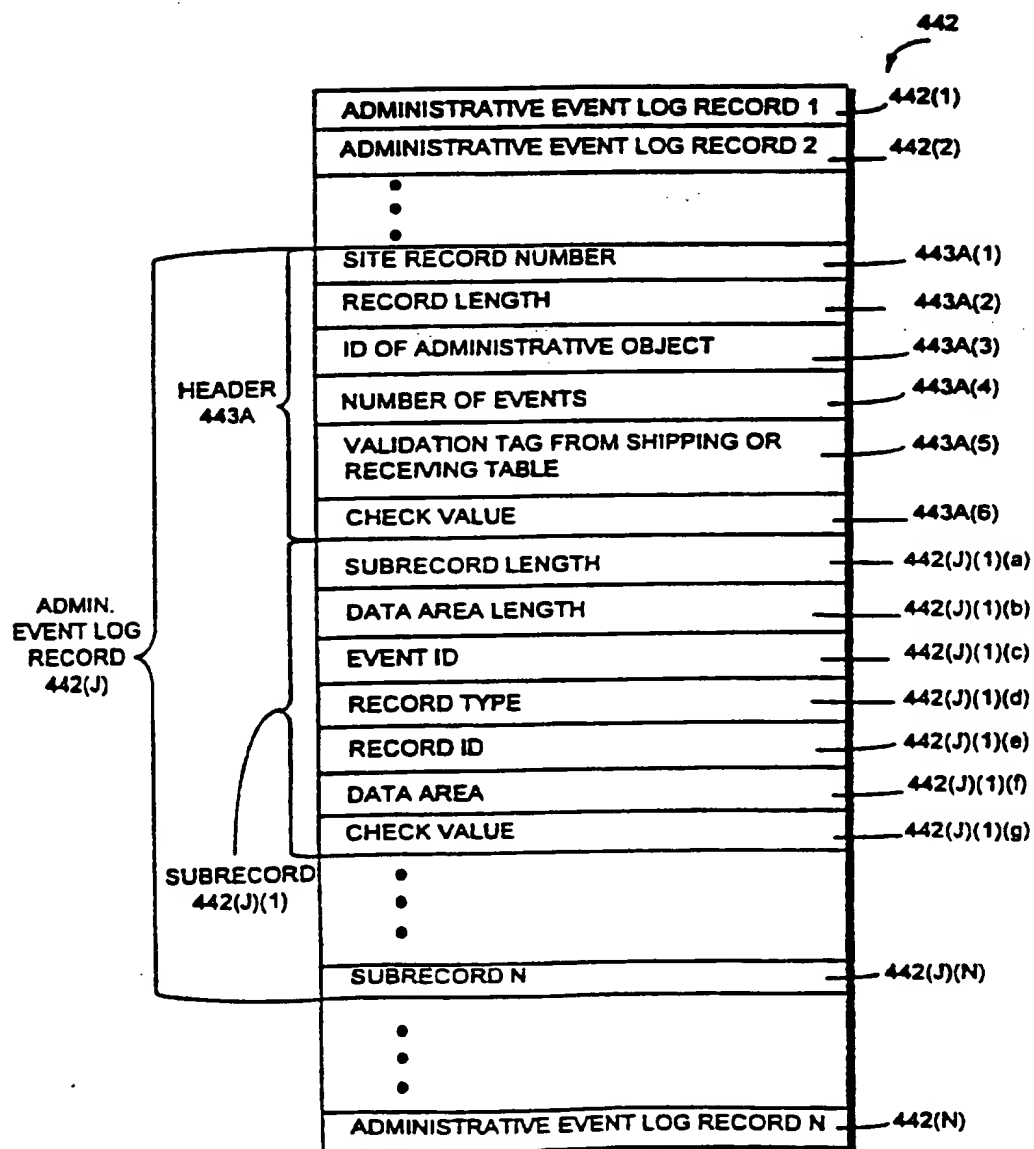 442
ADMINISTRATIVE EVENT LOG RECORD 1 442(1)
ADMINISTRATIVE EVENT LOG RECORD 2 442(2)
SITE RECORD NUMBER 443A(1)
RECORD LENGTH 443A(2)
ID OF ADMINISTRATIVE OBJECT 443A(3)
HEADER
443A
NUMBER OF EVENTS 443A(4)
VALIDATION TAG FROM SHIPPING OR
RECEIVING TABLE 443A(5)
CHECK VALUE 443A(6)
SUBRECORD LENGTH 442(J)(1)(a)
DATA AREA LENGTH 442(J)(1)(b)
ADMIN.
EVENT LOG
RECORD
442(J)
EVENT ID 442(J)(1)(c)
RECORD TYPE 442(J)(1)(d)
RECORD ID 442(J)(1)(e)
DATA AREA 442(J)(1)(f)
CHECK VALUE 442(J)(1)(g)
SUBRECORD
442(J)(1)
SUBRECORD N 442(J)(N)
ADMINISTRATIVE EVENT LOG RECORD N 442(N)